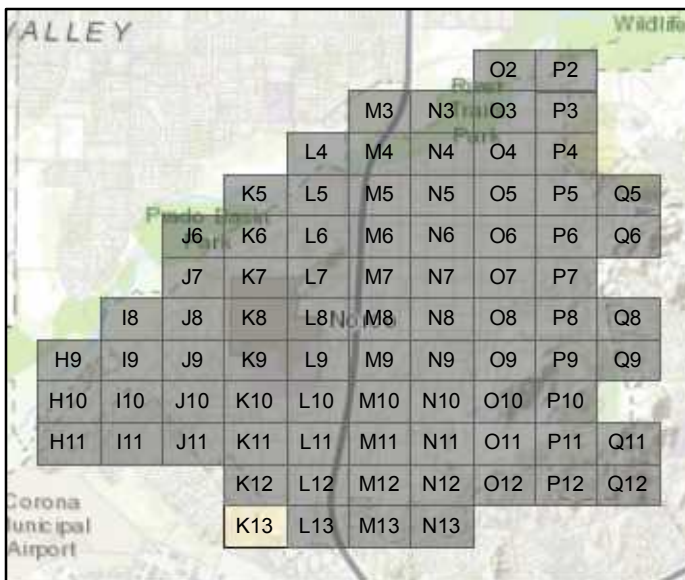 VALLEY
Wildlife
O2 P2
River
M3 N3 O3 P3
Park
L4 M4 N4 O4 P4
K5 L5 M5 N5 O5 P5 Q5
Prado Basin
J6 K6 L6 M6 N6 O6 P6 Q6
Park
J7 K7 L7 M7 N7 O7 P7
I8 J8 K8 L8 M8 N8 O8 P8 Q8
Norco
H9 I9 J9 K9 L9 M9 N9 O9 P9 Q9
H10 I10 J10 K10 L10 M10 N10 O10 P10
H11 I11 J11 K11 L11 M11 N11 O11 P11 Q11
K12 L12 M12 N12 O12 P12 Q12
Corona
K13 L13 M13 N13
Municipal
Airport